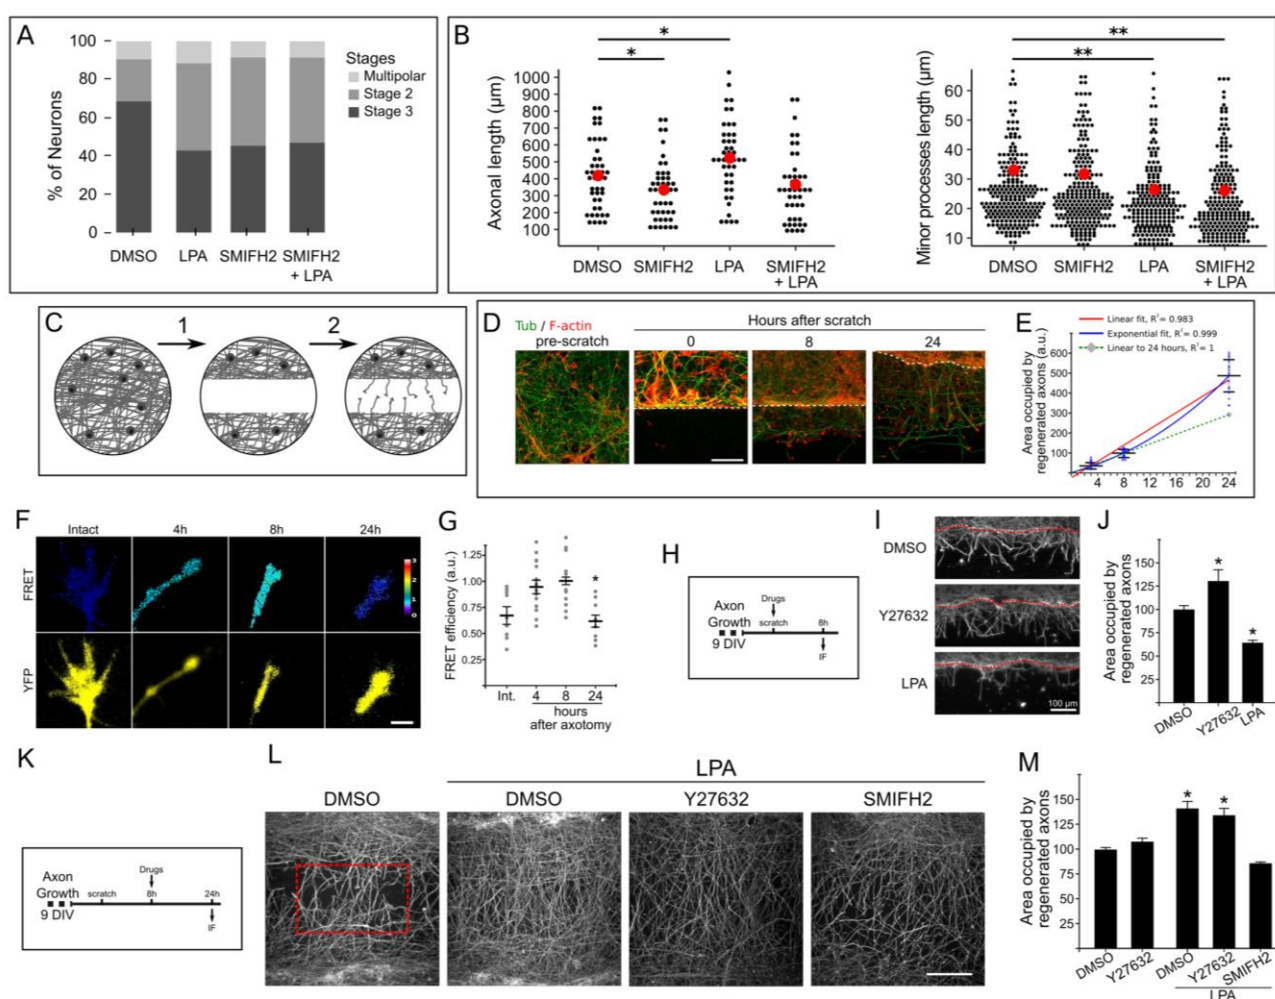 A
% of Neurons
100
80
60
40
20
0
DMSO
LPA
SMIFH2
SMIFH2
+ LPA
Stages
Multipolar
Stage 2
Stage 3
B
Axonal length (µm)
1000
900
800
700
600
500
400
300
200
100
*
*
DMSO
SMIFH2
LPA
SMIFH2
+ LPA
Minor processes length (µm)
60
50
40
30
20
10
**
**
DMSO
SMIFH2
LPA
SMIFH2
+ LPA
C
1
2
D
Tub / F-actin
pre-scratch
Hours after scratch
0
8
24
E
Linear fit, R²= 0.983
Exponential fit, R²= 0.999
Linear to 24 hours, R²= 1
Area occupied by
regenerated axons (a.u.)
600
500
400
300
200
100
4
8
12
16
20
24
F
Intact
4h
8h
24h
FRET
YFP
3
2
1
0
G
FRET efficiency (a.u.)
1.25
1.00
0.75
0.50
0.25
*
Int.
4
8
24
hours
after axotomy
H
Axon
Growth
9 DIV
Drugs
scratch
8h
IF
I
DMSO
Y27632
LPA
100 µm
J
Area occupied by
regenerated axons
150
125
100
75
50
25
*
*
DMSO
Y27632
LPA
K
Axon
Growth
9 DIV
scratch
Drugs
8h
24h
IF
L
LPA
DMSO
DMSO
Y27632
SMIFH2
M
Area occupied by
regenerated axons
150
125
100
75
50
25
*
*
DMSO
Y27632
DMSO
Y27632
SMIFH2
LPA